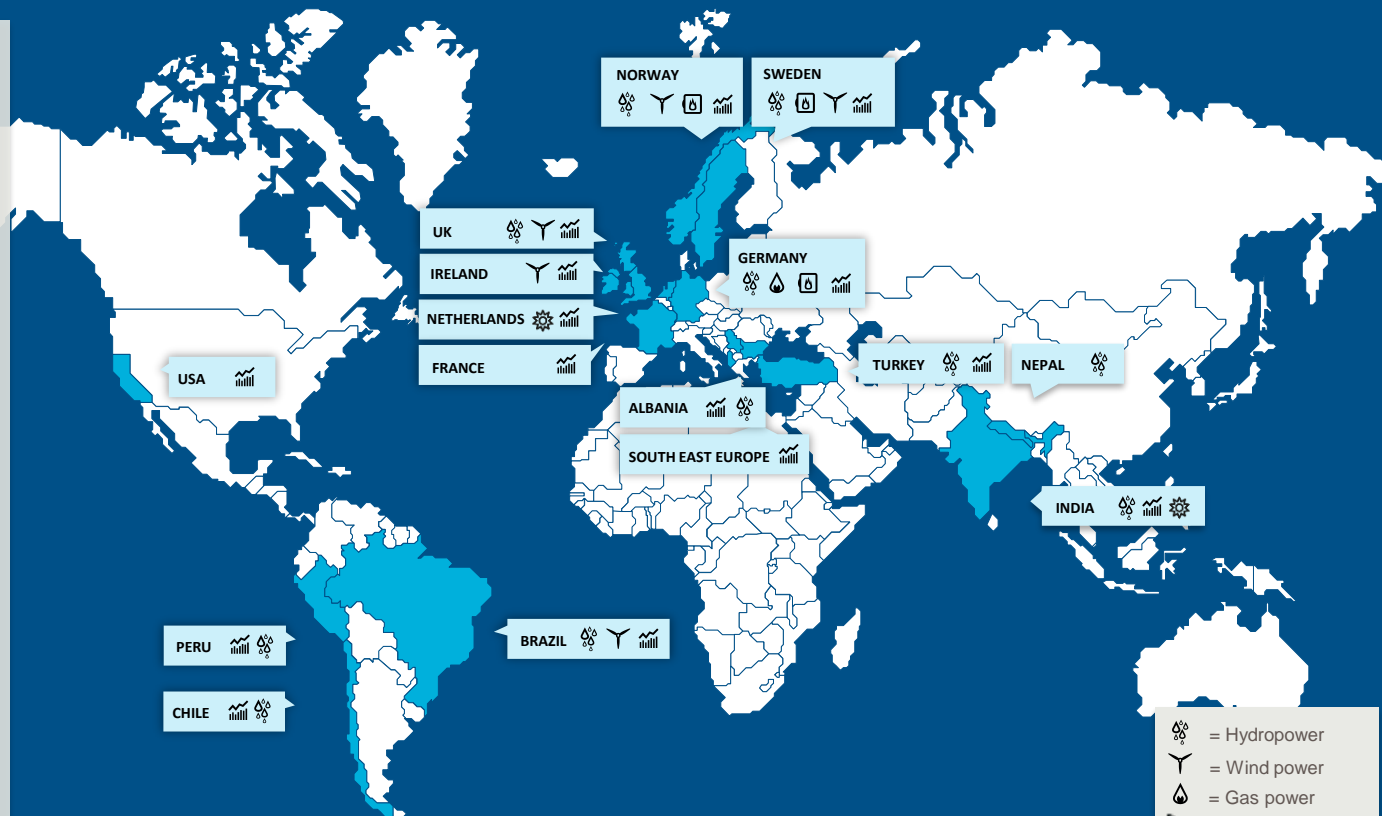 NORWAY
SWEDEN
UK
IRELAND
GERMANY
NETHERLANDS
FRANCE
USA
TURKEY
NEPAL
ALBANIA
SOUTH EAST EUROPE
INDIA
PERU
BRAZIL
CHILE
= Hydropower
= Wind power
= Gas power